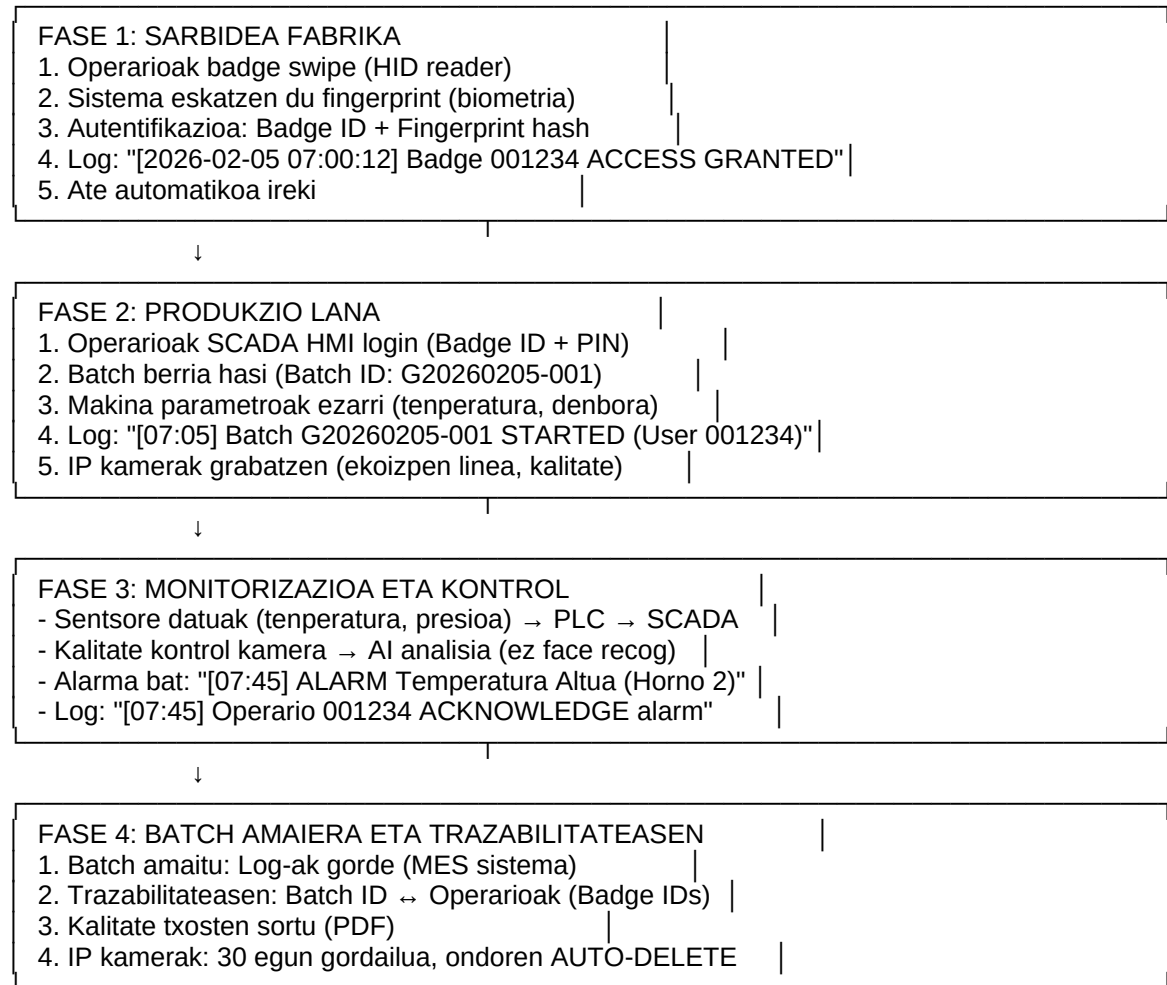 FASE 1: SARBIDEA FABRIKA
1. Operarioak badge swipe (HID reader)
2. Sistema eskatzen du fingerprint (biometria)
3. Autentifikazioa: Badge ID + Fingerprint hash
4. Log: "[2026-02-05 07:00:12] Badge 001234 ACCESS GRANTED"
5. Ate automatikoa ireki
↓
FASE 2: PRODUKZIO LANA
1. Operarioak SCADA HMI login (Badge ID + PIN)
2. Batch berria hasi (Batch ID: G20260205-001)
3. Makina parametroak ezarri (tenperatura, denbora)
4. Log: "[07:05] Batch G20260205-001 STARTED (User 001234)"
5. IP kamerak grabatzen (ekoizpen linea, kalitate)
↓
FASE 3: MONITORIZAZIOA ETA KONTROL
- Sentsore datuak (tenperatura, presioa) → PLC → SCADA
- Kalitate kontrol kamera → AI analisia (ez face recog)
- Alarma bat: "[07:45] ALARM Temperatura Altua (Horno 2)"
- Log: "[07:45] Operario 001234 ACKNOWLEDGE alarm"
↓
FASE 4: BATCH AMAIERA ETA TRAZABILITATEASEN
1. Batch amaitu: Log-ak gorde (MES sistema)
2. Trazabilitateasen: Batch ID ↔ Operarioak (Badge IDs)
3. Kalitate txosten sortu (PDF)
4. IP kamerak: 30 egun gordailua, ondoren AUTO-DELETE